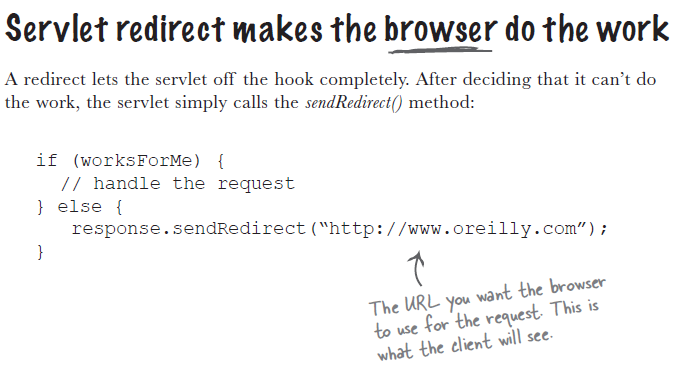 Servlet redirect makes the browser do the work
A redirect lets the servlet off the hook completely. After deciding that it can’t do
the work, the servlet simply calls the sendRedirect() method:
if (worksForMe) {
// handle the request
} else {
response.sendRedirect(“http://www.oreilly.com”);
}
The URL you want the browser
to use for the request. This is
what the client will see.